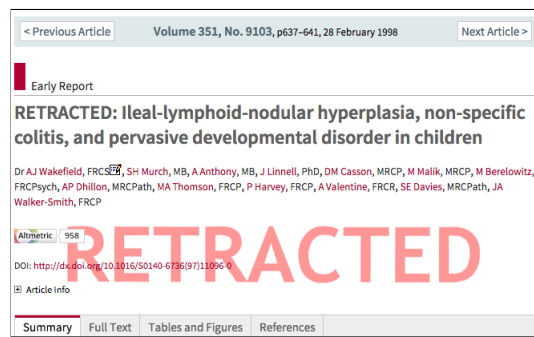 < Previous Article Volume 351, No. 9103, p637–641, 28 February 1998 Next Article >
Early Report
RETRACTED: Ileal-lymphoid-nodular hyperplasia, non-specific
colitis, and pervasive developmental disorder in children
Dr AJ Wakefield, FRCS, SH Murch, MB, A Anthony, MB, J Linnell, PhD, DM Casson, MRCP, M Malik, MRCP, M Berelowitz,
FRCPsych, AP Dhillon, MRCPath, MA Thomson, FRCP, P Harvey, FRCP, A Valentine, FRCR, SE Davies, MRCPath, JA
Walker-Smith, FRCP
Altmetric 958
RETRACTED
DOI: http://dx.doi.org/10.1016/S0140-6736(97)11096-0
Article Info
Summary Full Text Tables and Figures References